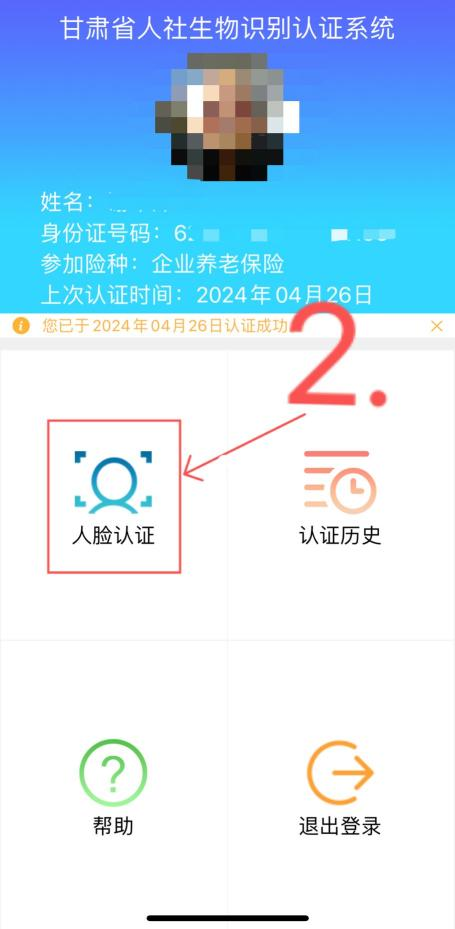 甘肃省人社生物识别认证系统
姓名：
身份证号码：6
参加险种：企业养老保险
上次认证时间：2024年04月26日
您已于2024年04月26日认证成功
2.
人脸认证
认证历史
?
帮助
退出登录